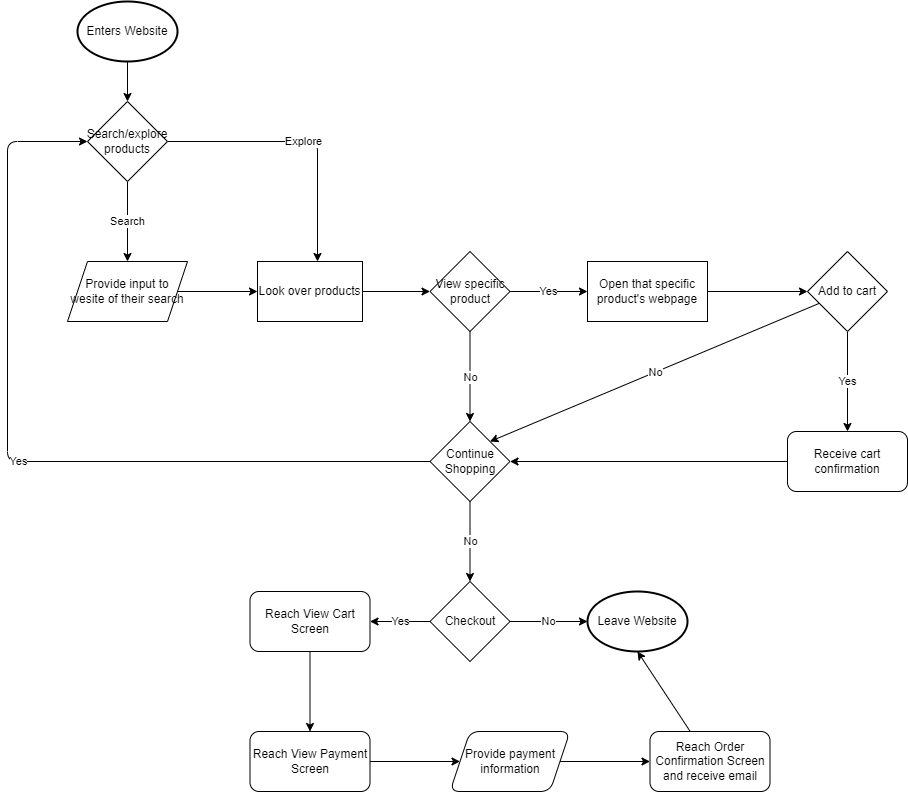 Enters Website
Search/explore
products
Explore
Search
Provide input to
wesite of their search
Look over products
View specific
product
Yes
Open that specific
product's webpage
Add to cart
No
No
Yes
Continue
Shopping
Receive cart
confirmation
Yes
No
Reach View Cart
Screen
Yes
Checkout
No
Leave Website
Reach View Payment
Screen
Provide payment
information
Reach Order
Confirmation Screen
and receive email